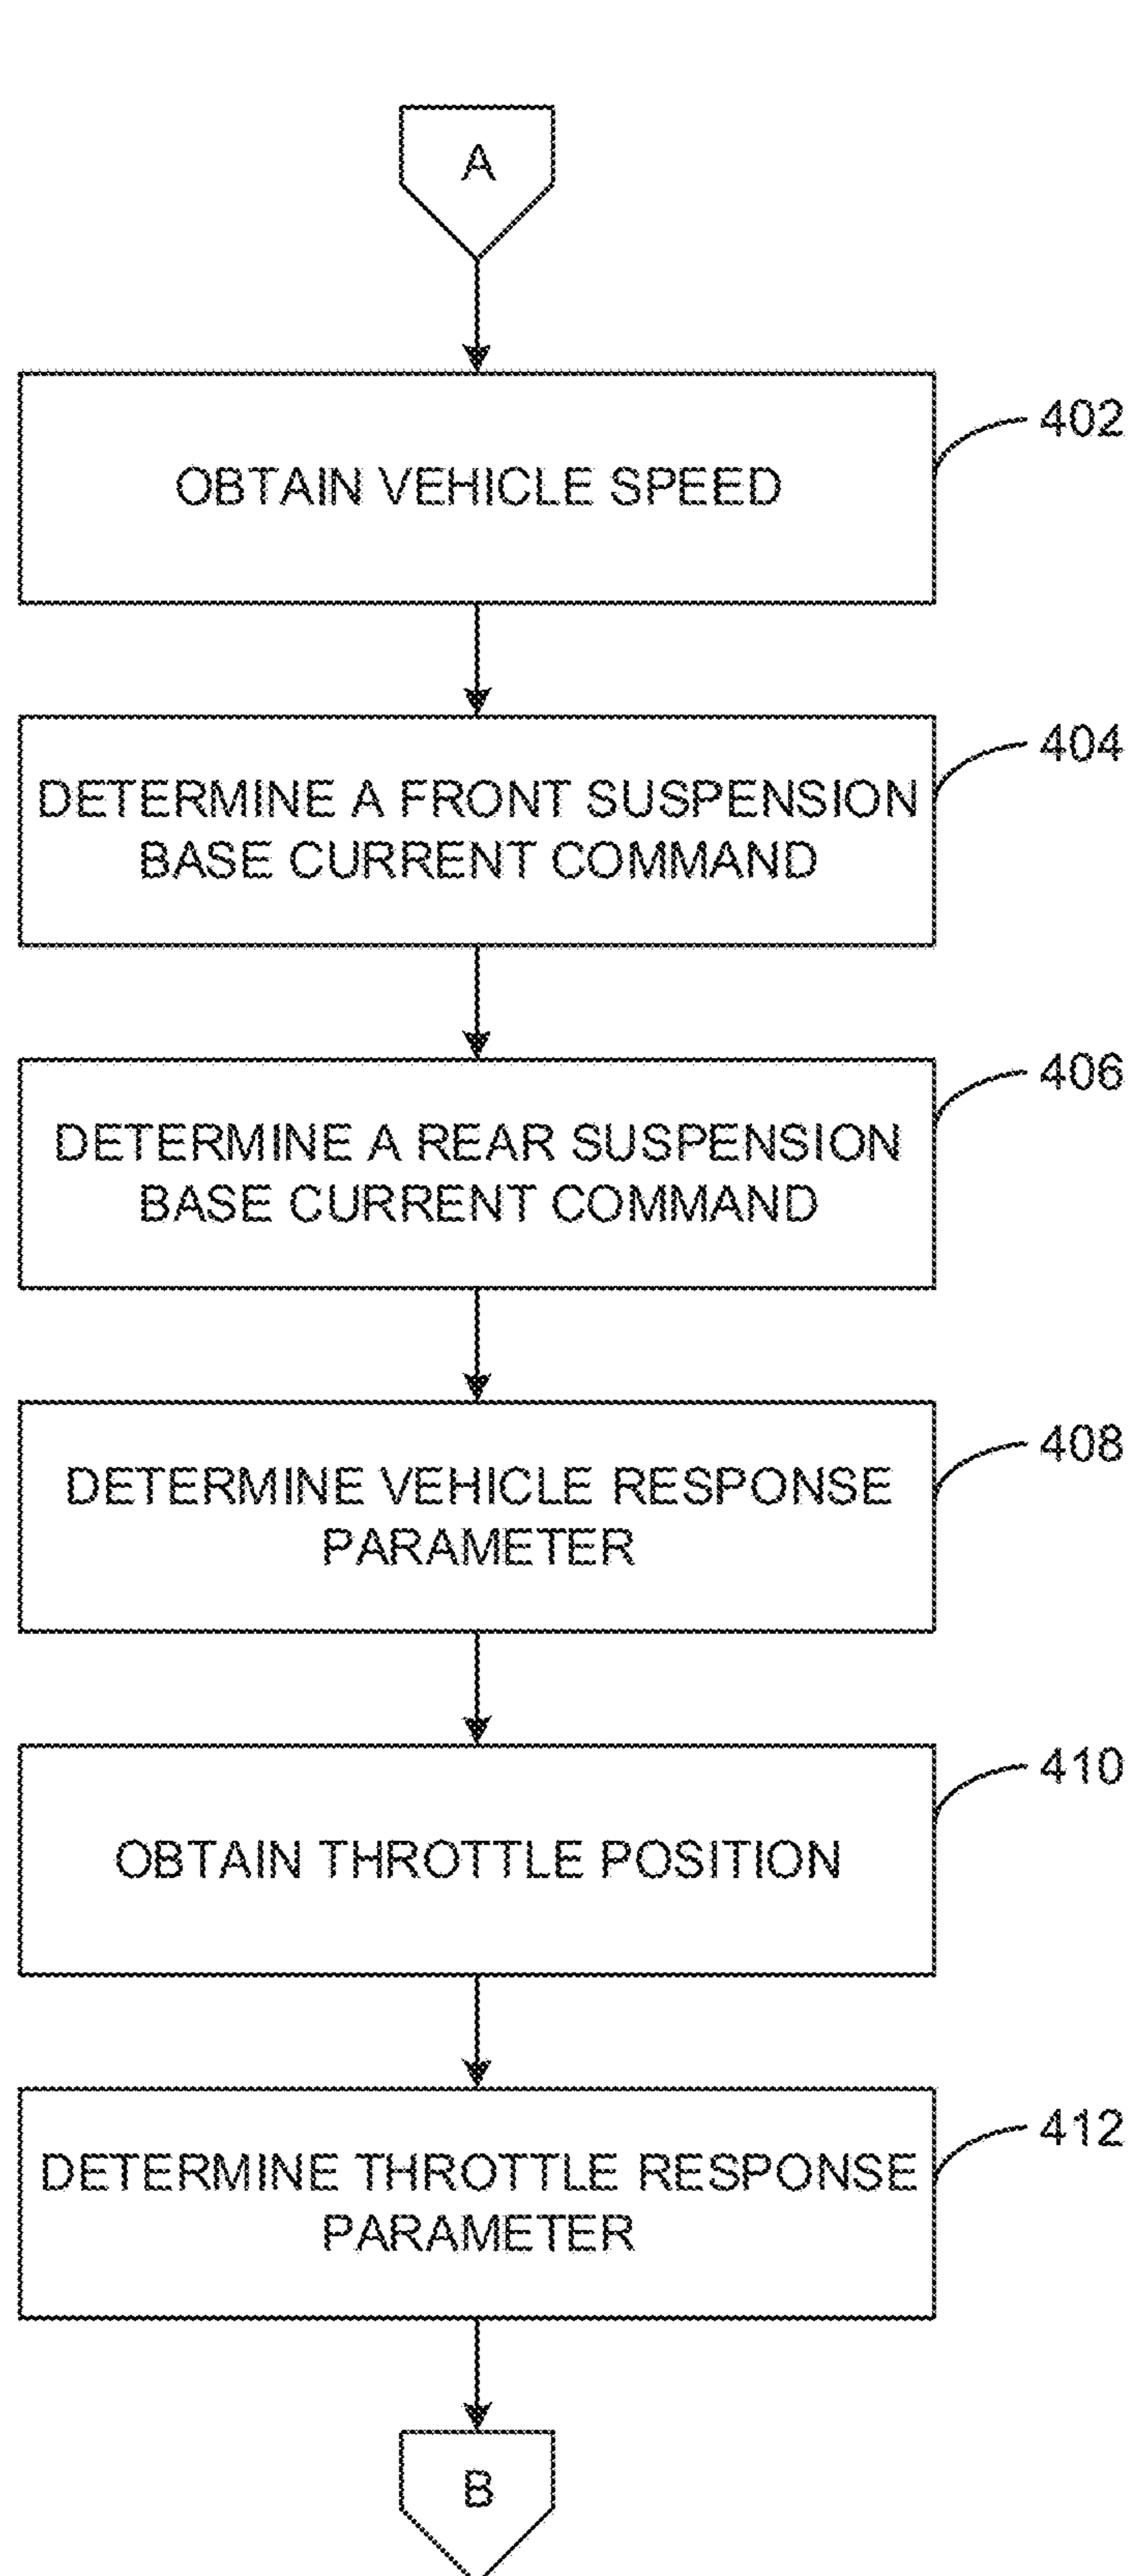 A
OBTAIN VEHICLE SPEED
402
DETERMINE A FRONT SUSPENSION
BASE CURRENT COMMAND
404
DETERMINE A REAR SUSPENSION
BASE CURRENT COMMAND
406
DETERMINE VEHICLE RESPONSE
PARAMETER
408
OBTAIN THROTTLE POSITION
410
DETERMINE THROTTLE RESPONSE
PARAMETER
412
B